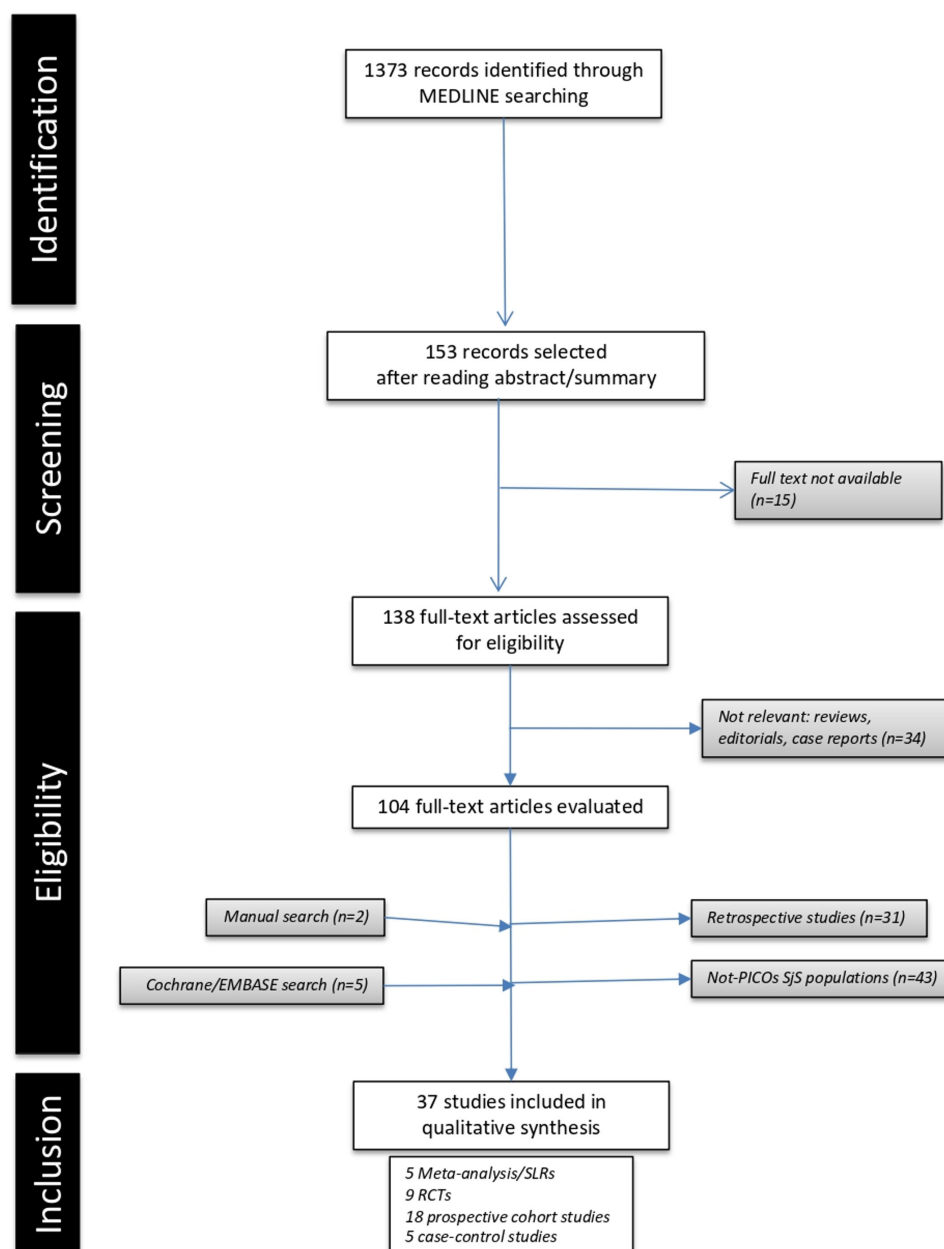 Identification
1373 records identified through
MEDLINE searching
Screening
153 records selected
after reading abstract/summary
Full text not available
(n=15)
Eligibility
138 full-text articles assessed
for eligibility
Not relevant: reviews,
editorials, case reports (n=34)
104 full-text articles evaluated
Manual search (n=2)
Retrospective studies (n=31)
Cochrane/EMBASE search (n=5)
Not-PICOs SjS populations (n=43)
Inclusion
37 studies included in
qualitative synthesis
5 Meta-analysis/SLRs
9 RCTs
18 prospective cohort studies
5 case-control studies